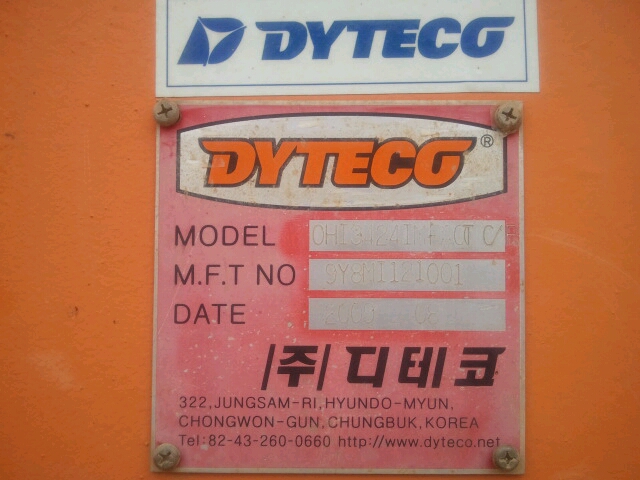 DYTECO
DYTECO®
MODEL
M.F.T NO
DATE
/주/디테코
322,JUNGSAM-RI,HYUNDO-MYUN,
CHONGWON-GUN,CHUNGBUK,KOREA
Tel:82-43-260-0660 http://www.dyteco.net